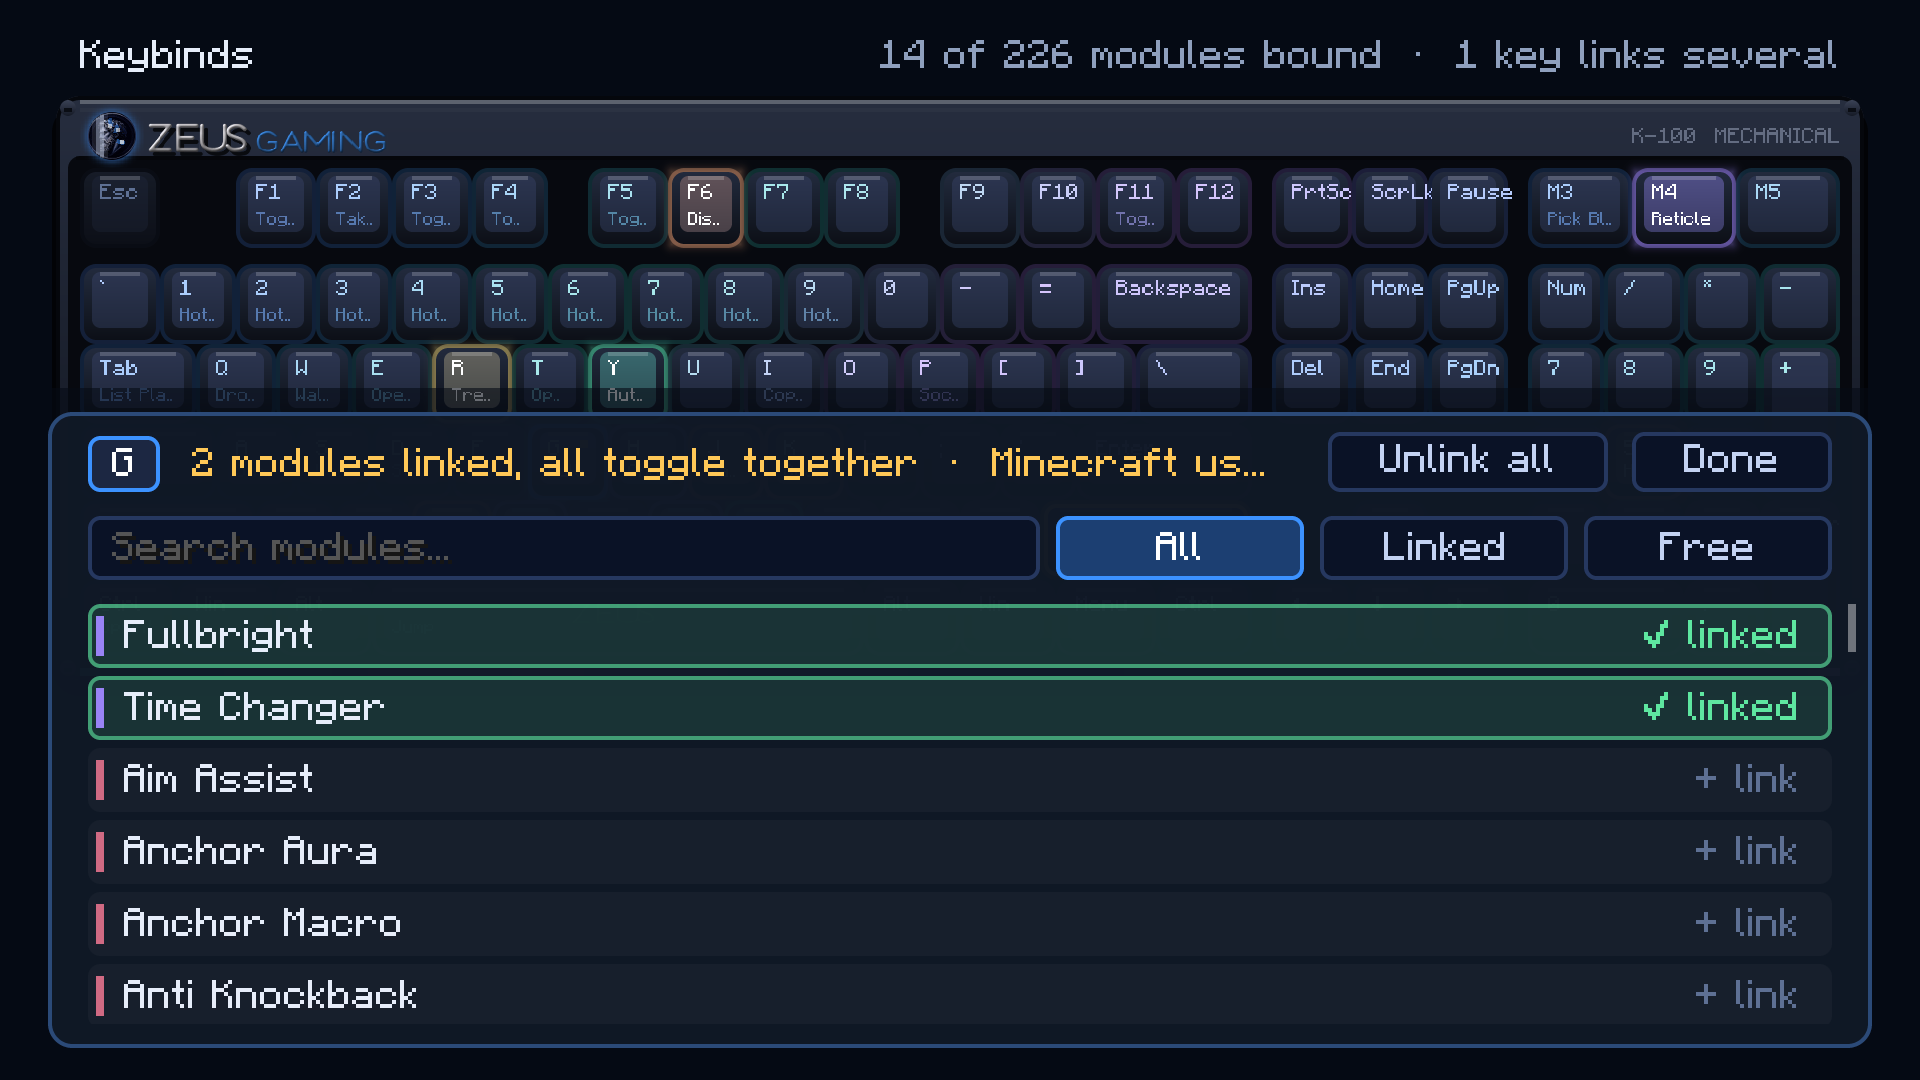 Keybinds
14 of 226 modules bound · 1 key links several
ZEUS GAMING
K-100 MECHANICAL
Esc F1 F2 F3 F4 F5 F6 F7 F8 F9 F10 F11 F12 PrtSc ScrLk Pause M3 M4 M5
Tog.. Tak.. Tog.. To.. Tog.. Dis.. Tog.. Pick Bl.. Reticle
` 1 2 3 4 5 6 7 8 9 0 - = Backspace Ins Home PgUp Num / * -
Hot.. Hot.. Hot.. Hot.. Hot.. Hot.. Hot.. Hot.. Hot..
Tab Q W E R T Y U I O P [ ] \ Del End PgDn 7 8 9 +
List Pla.. Dro.. Wal.. Ope.. Tre.. Op.. Aut.. Cop.. Soc..
G 2 modules linked, all toggle together · Minecraft us... Unlink all Done
Search modules... All Linked Free
Fullbright ✓ linked
Time Changer ✓ linked
Aim Assist + link
Anchor Aura + link
Anchor Macro + link
Anti Knockback + link